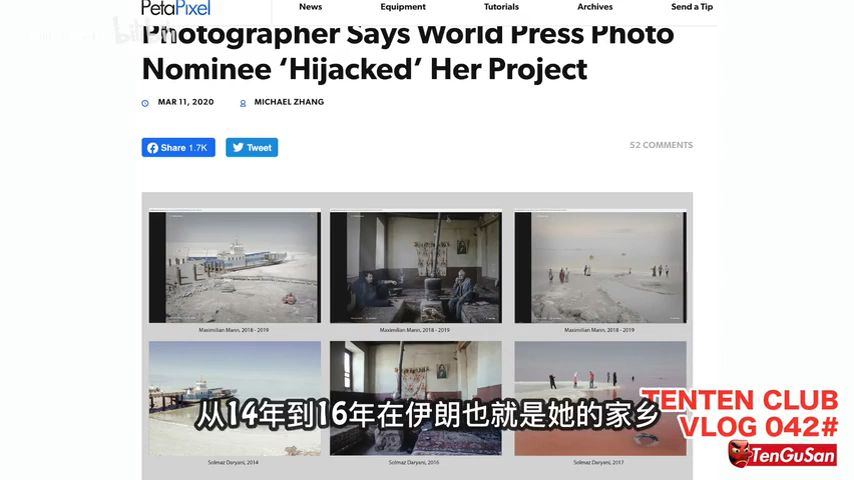 PetaPixel
News
Equipment
Tutorials
Archives
Send a Tip
Photographer Says World Press Photo
Nominee ‘Hijacked’ Her Project
MAR 11, 2020
MICHAEL ZHANG
Share 1.7K
Tweet
52 COMMENTS
Maximilian Mann, 2018 - 2019
Maximilian Mann, 2018 - 2019
Maximilian Mann, 2018 - 2019
从14年到16年在伊朗也就是她的家乡
TENTEN CLUB
VLOG 042#
TenGuSan
Solmaz Daryani, 2014
Solmaz Daryani, 2016
Solmaz Daryani, 2017